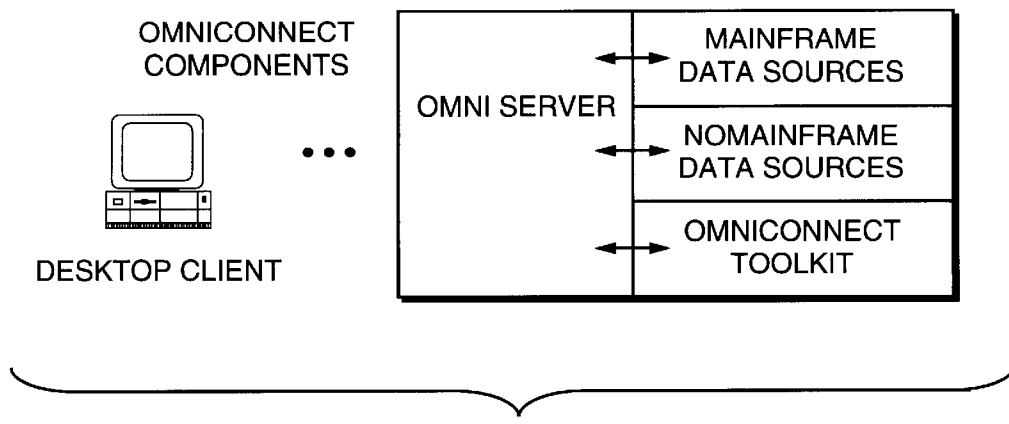 OMNICONNECT
COMPONENTS
DESKTOP CLIENT
OMNI SERVER
MAINFRAME
DATA SOURCES
NOMAINFRAME
DATA SOURCES
OMNICONNECT
TOOLKIT